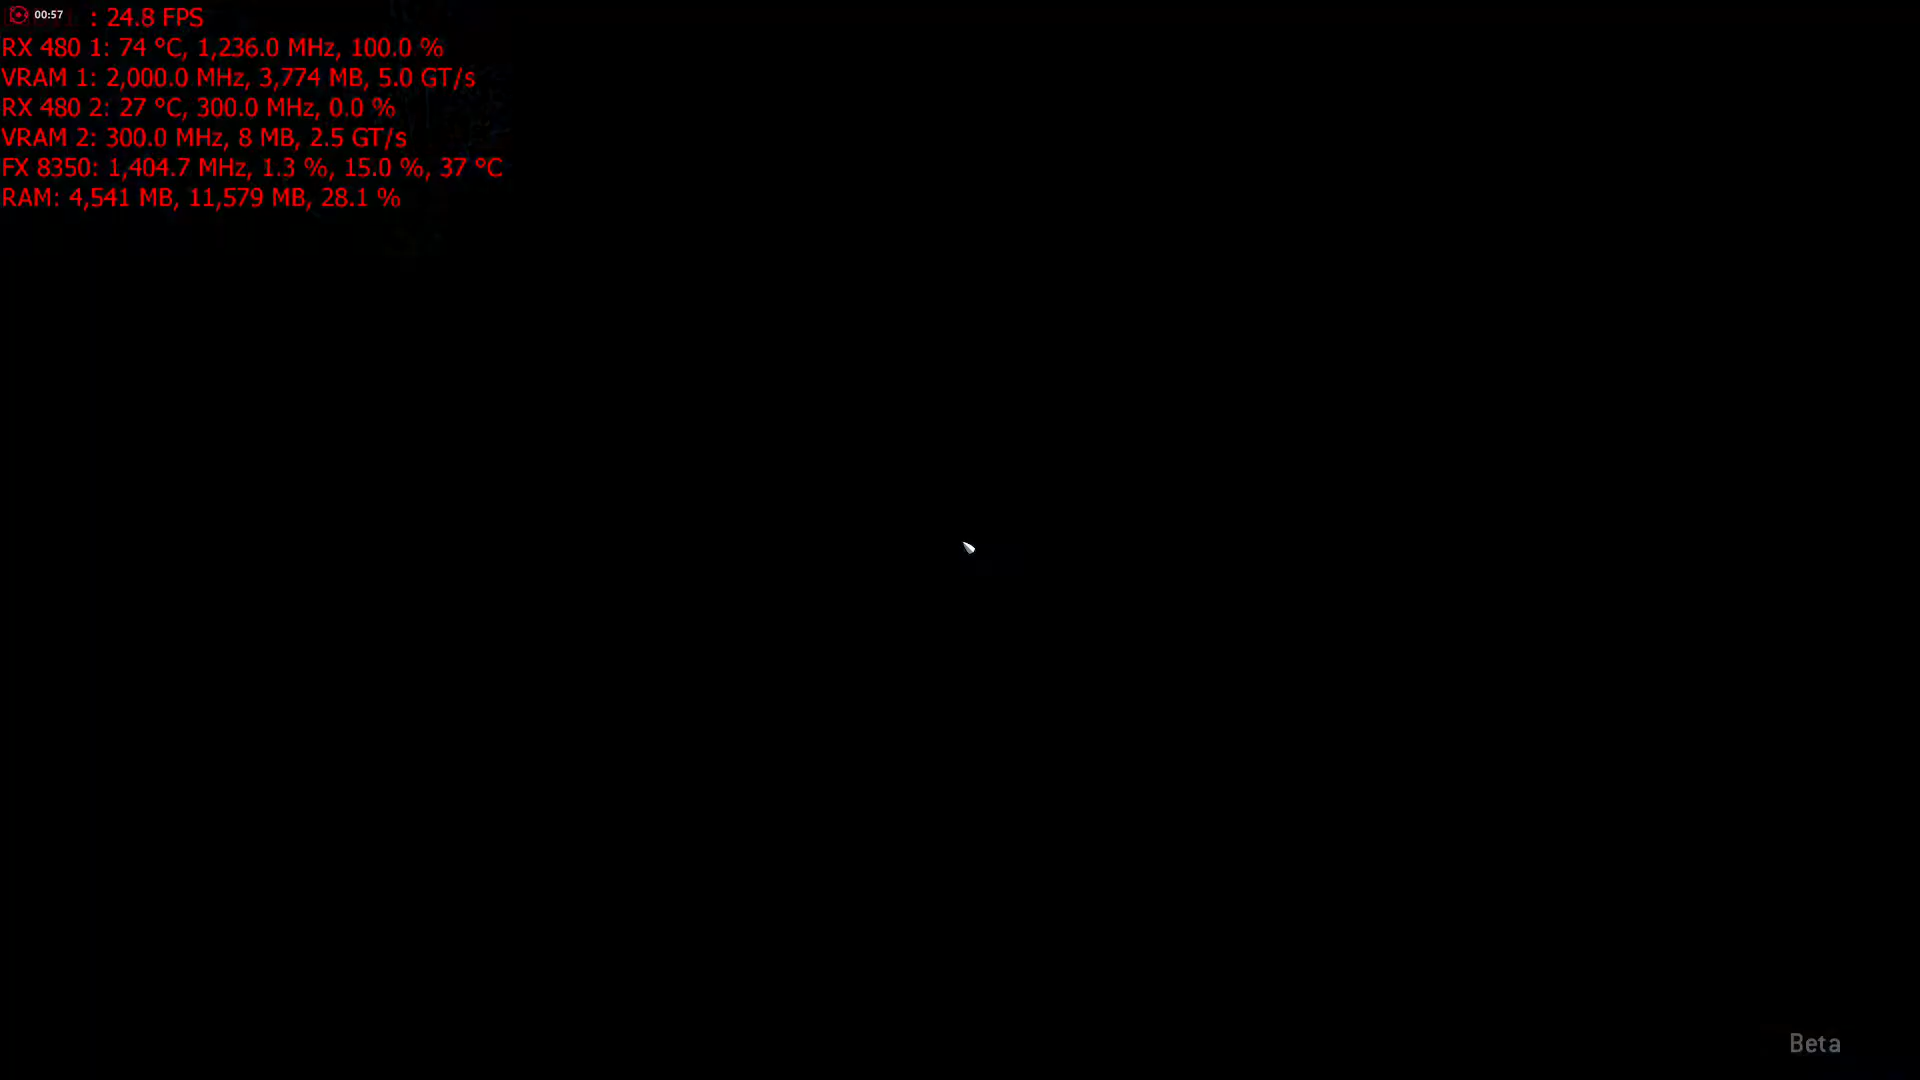 00:57
: 24.8 FPS
RX 480 1: 74 °C, 1,236.0 MHz, 100.0 %
VRAM 1: 2,000.0 MHz, 3,774 MB, 5.0 GT/s
RX 480 2: 27 °C, 300.0 MHz, 0.0 %
VRAM 2: 300.0 MHz, 8 MB, 2.5 GT/s
FX 8350: 1,404.7 MHz, 1.3 %, 15.0 %, 37 °C
RAM: 4,541 MB, 11,579 MB, 28.1 %
Beta